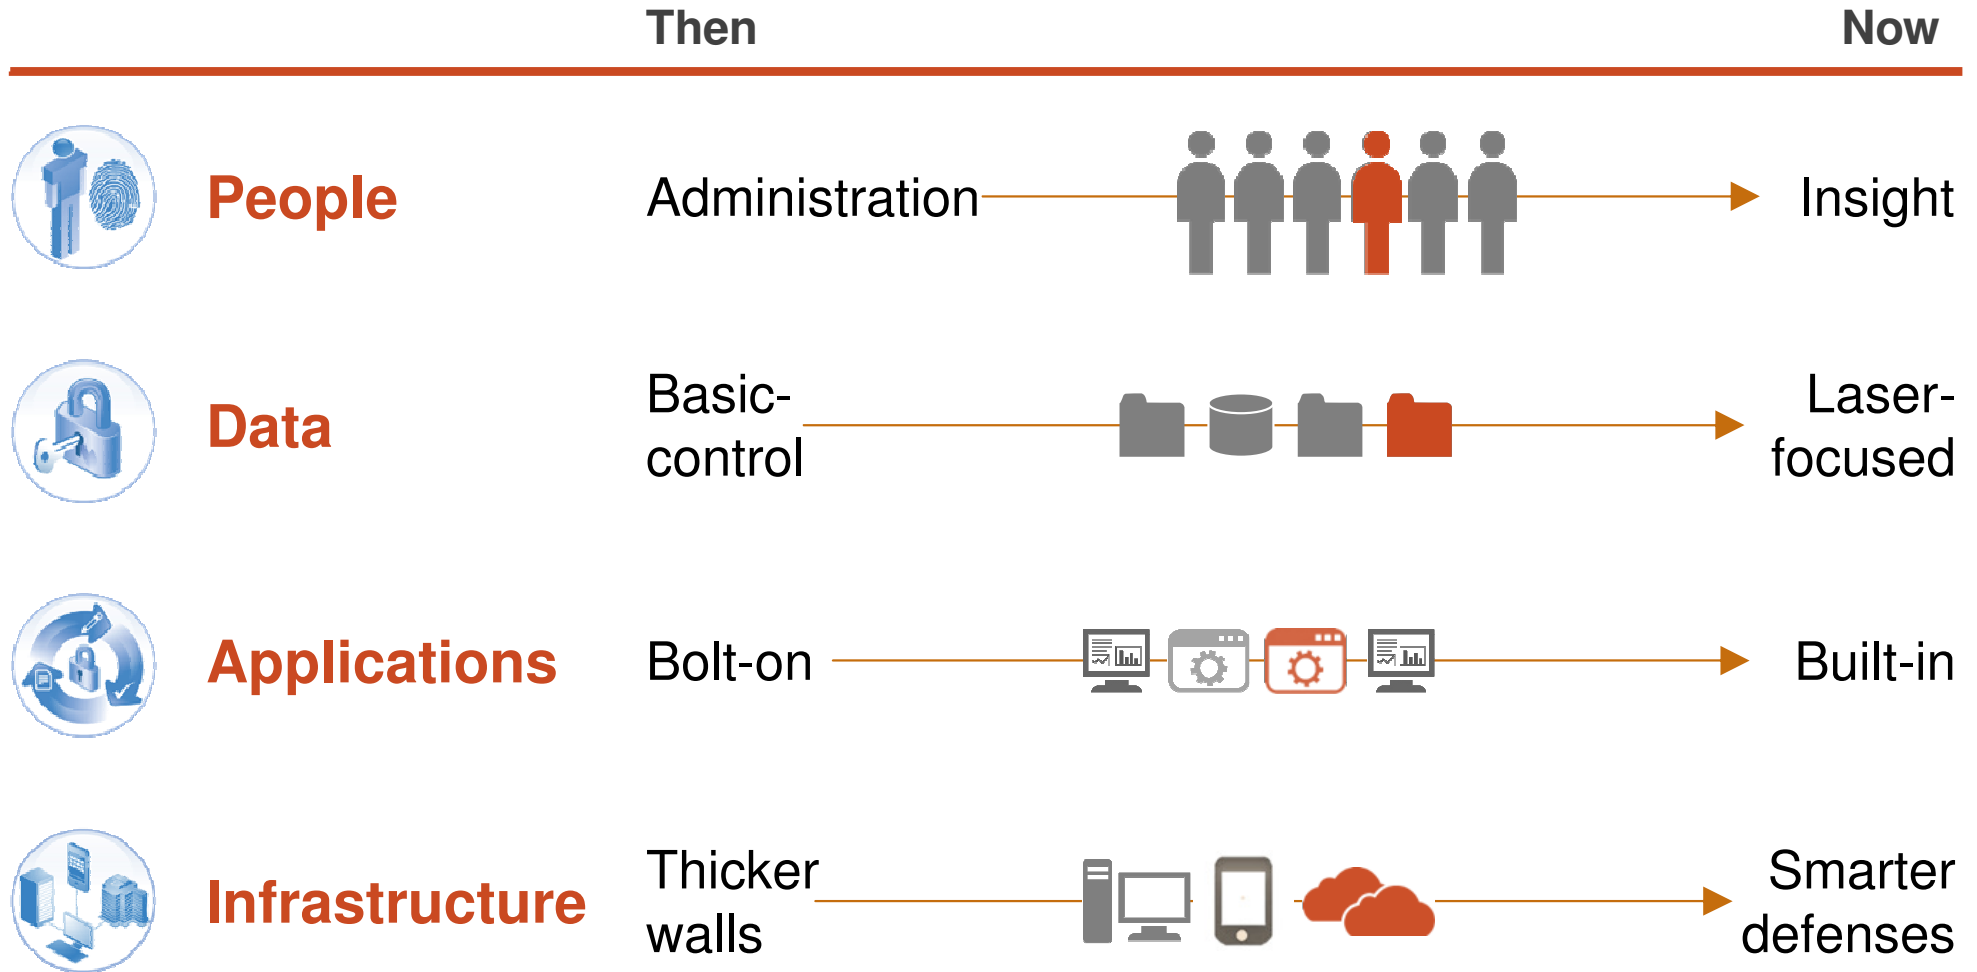 Then Now
People Administration Insight
Basic-
control
Data
Laser-
focused
Applications Bolt-on Built-in
Thicker
walls
Infrastructure
Smarter
defenses